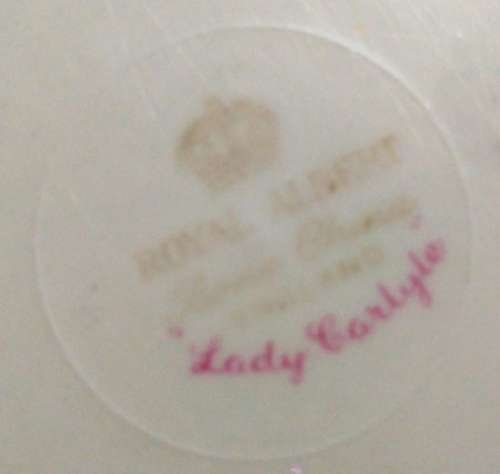 ROYAL ALBERT
Bone China
ENGLAND
"Lady Carlyle"